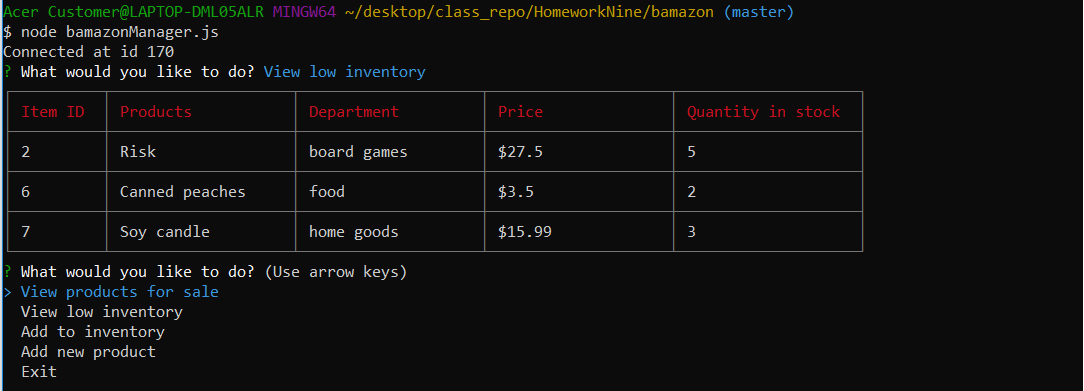 Acer Customer@LAPTOP-DML05ALR MINGW64 ~/desktop/class_repo/HomeworkNine/bamazon (master)
$ node bamazonManager.js
Connected at id 170
? What would you like to do? View low inventory
Item ID Products Department Price Quantity in stock
2 Risk board games $27.5 5
6 Canned peaches food $3.5 2
7 Soy candle home goods $15.99 3
? What would you like to do? (Use arrow keys)
> View products for sale
View low inventory
Add to inventory
Add new product
Exit